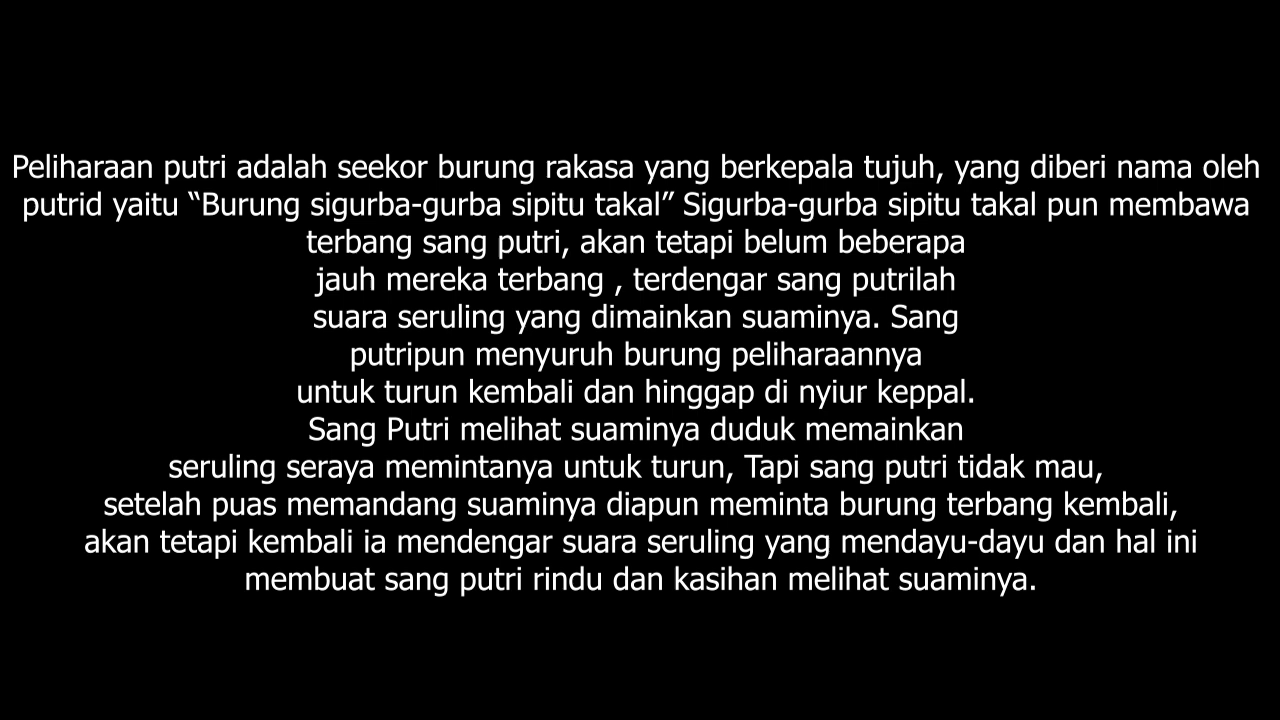 Peliharaan putri adalah seekor burung rakasa yang berkepala tujuh, yang diberi nama oleh
putrid yaitu “Burung sigurba-gurba sipitu takal” Sigurba-gurba sipitu takal pun membawa
terbang sang putri, akan tetapi belum beberapa
jauh mereka terbang , terdengar sang putrilah
suara seruling yang dimainkan suaminya. Sang
putripun menyuruh burung peliharaannya
untuk turun kembali dan hinggap di nyiur keppal.
Sang Putri melihat suaminya duduk memainkan
seruling seraya memintanya untuk turun, Tapi sang putri tidak mau,
setelah puas memandang suaminya diapun meminta burung terbang kembali,
akan tetapi kembali ia mendengar suara seruling yang mendayu-dayu dan hal ini
membuat sang putri rindu dan kasihan melihat suaminya.